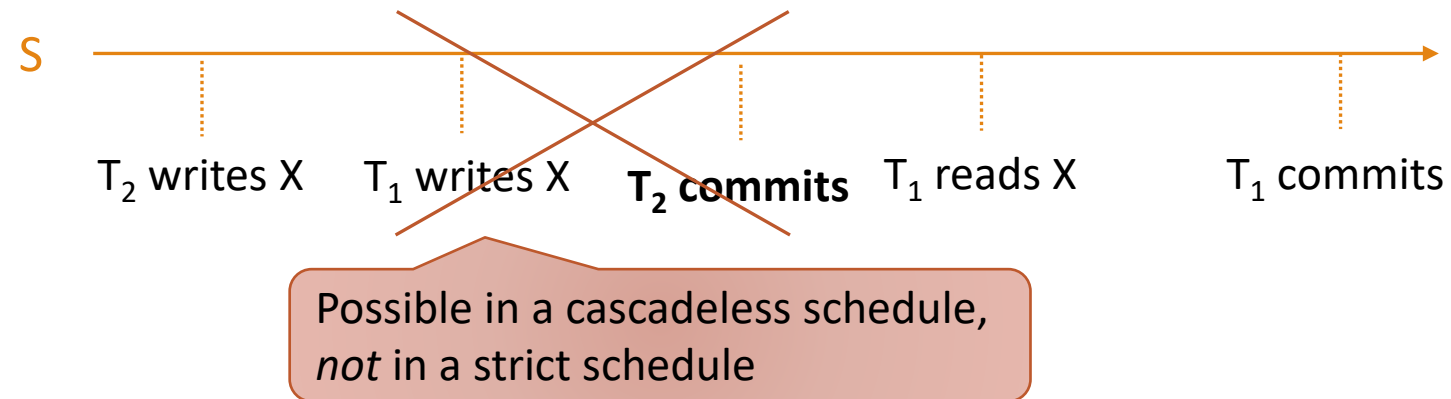 S
T₂ writes X T₁ writes X T₂ commits T₁ reads X T₁ commits
Possible in a cascadeless schedule,
not in a strict schedule